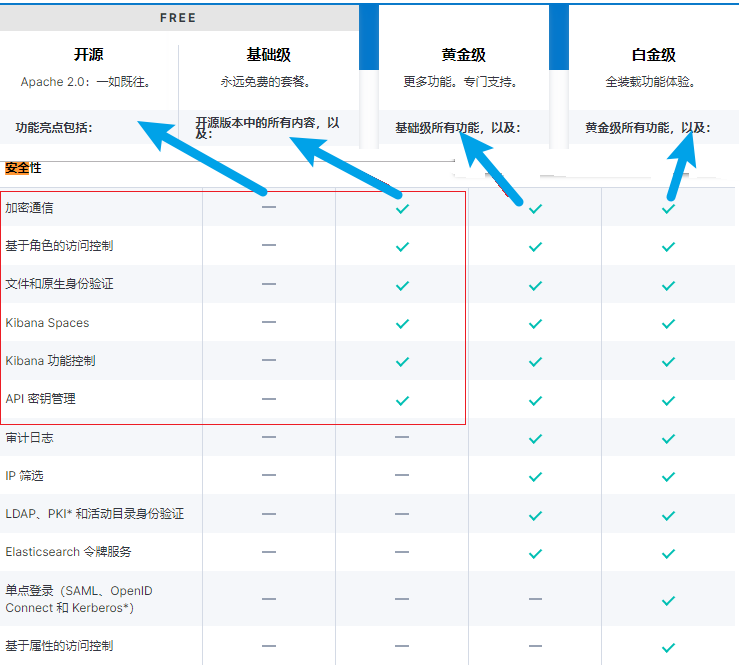 FREE
开源
基础级
黄金级
白金级
Apache 2.0：一如既往。
永远免费的套餐。
更多功能。专门支持。
全装载功能体验。
功能亮点包括：
开源版本中的所有内容，以
及：
基础级所有功能，以及：
黄金级所有功能，以及：
安全性
加密通信
基于角色的访问控制
文件和原生身份验证
Kibana Spaces
Kibana 功能控制
API 密钥管理
审计日志
IP 筛选
LDAP、PKI* 和活动目录身份验证
Elasticsearch 令牌服务
单点登录（SAML、OpenID
Connect 和 Kerberos*）
基于属性的访问控制